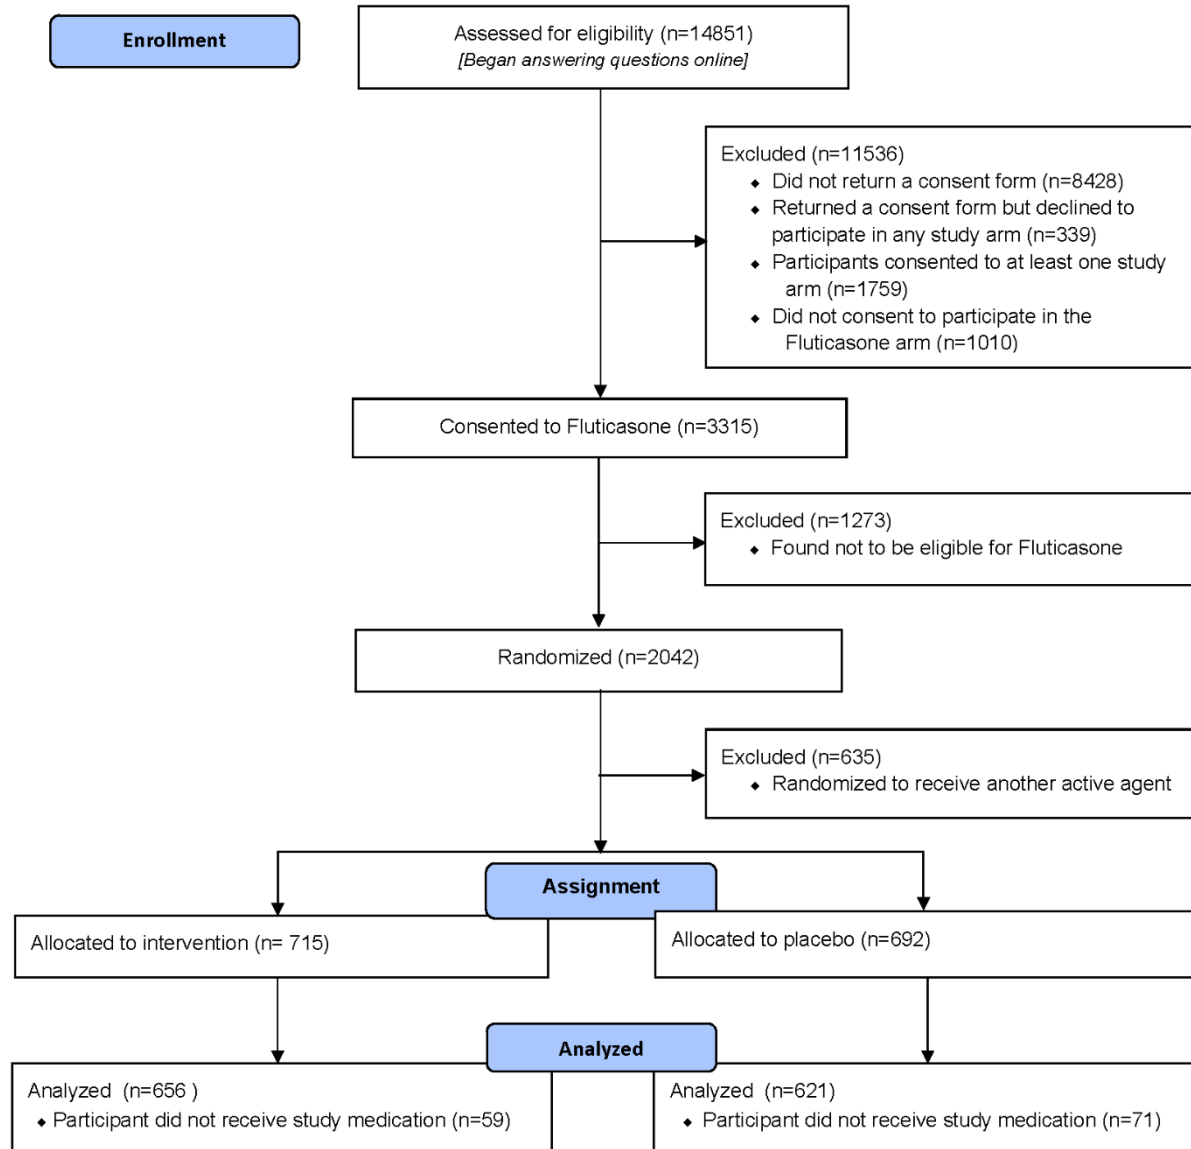 Enrollment
Assessed for eligibility (n=14851)
[Began answering questions online]
Excluded (n=11536)
◆ Did not return a consent form (n=8428)
◆ Returned a consent form but declined to
participate in any study arm (n=339)
◆ Participants consented to at least one study
arm (n=1759)
◆ Did not consent to participate in the
Fluticasone arm (n=1010)
Consented to Fluticasone (n=3315)
Excluded (n=1273)
◆ Found not to be eligible for Fluticasone
Randomized (n=2042)
Excluded (n=635)
◆ Randomized to receive another active agent
Assignment
Allocated to intervention (n= 715)
Allocated to placebo (n=692)
Analyzed
Analyzed (n=656 )
◆ Participant did not receive study medication (n=59)
Analyzed (n=621)
◆ Participant did not receive study medication (n=71)